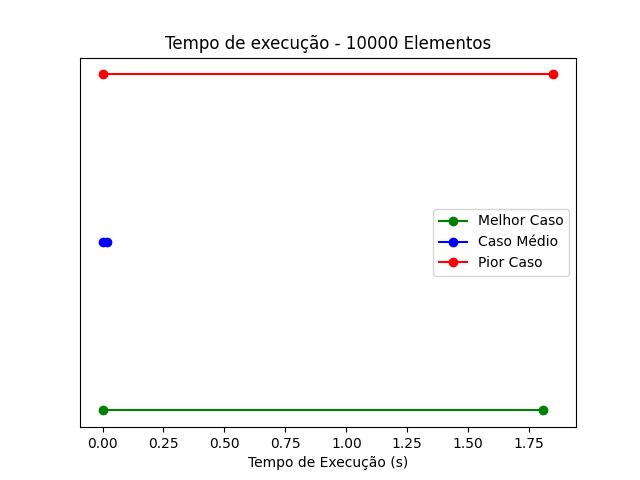 Tempo de execução - 10000 Elementos
Melhor Caso
Caso Médio
Pior Caso
0.00 0.25 0.50 0.75 1.00 1.25 1.50 1.75
Tempo de Execução (s)